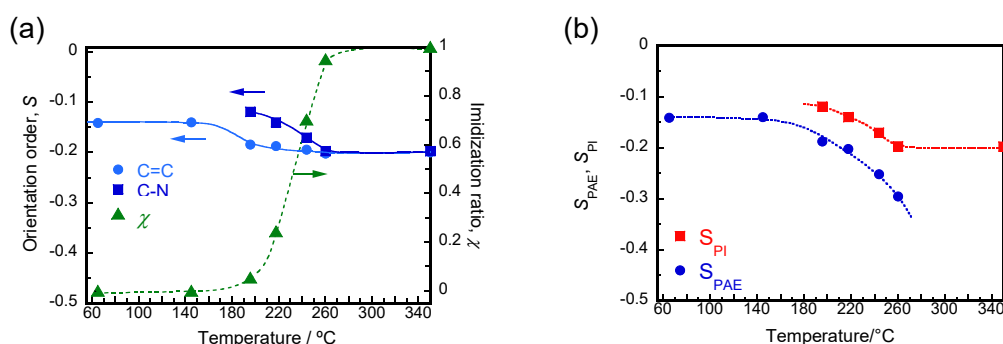 (a)
0
-0.1
-0.2
-0.3
-0.4
-0.5
Orientation order, S
C=C
C-N
χ
1
0.8
0.6
0.4
0.2
0
Imidization ratio, χ
60 100 140 180 220 260 300 340
Temperature / ºC
(b)
0
-0.1
-0.2
-0.3
-0.4
-0.5
S_PAE, S_PI
S_PI
S_PAE
60 100 140 180 220 260 300 340
Temperature/°C